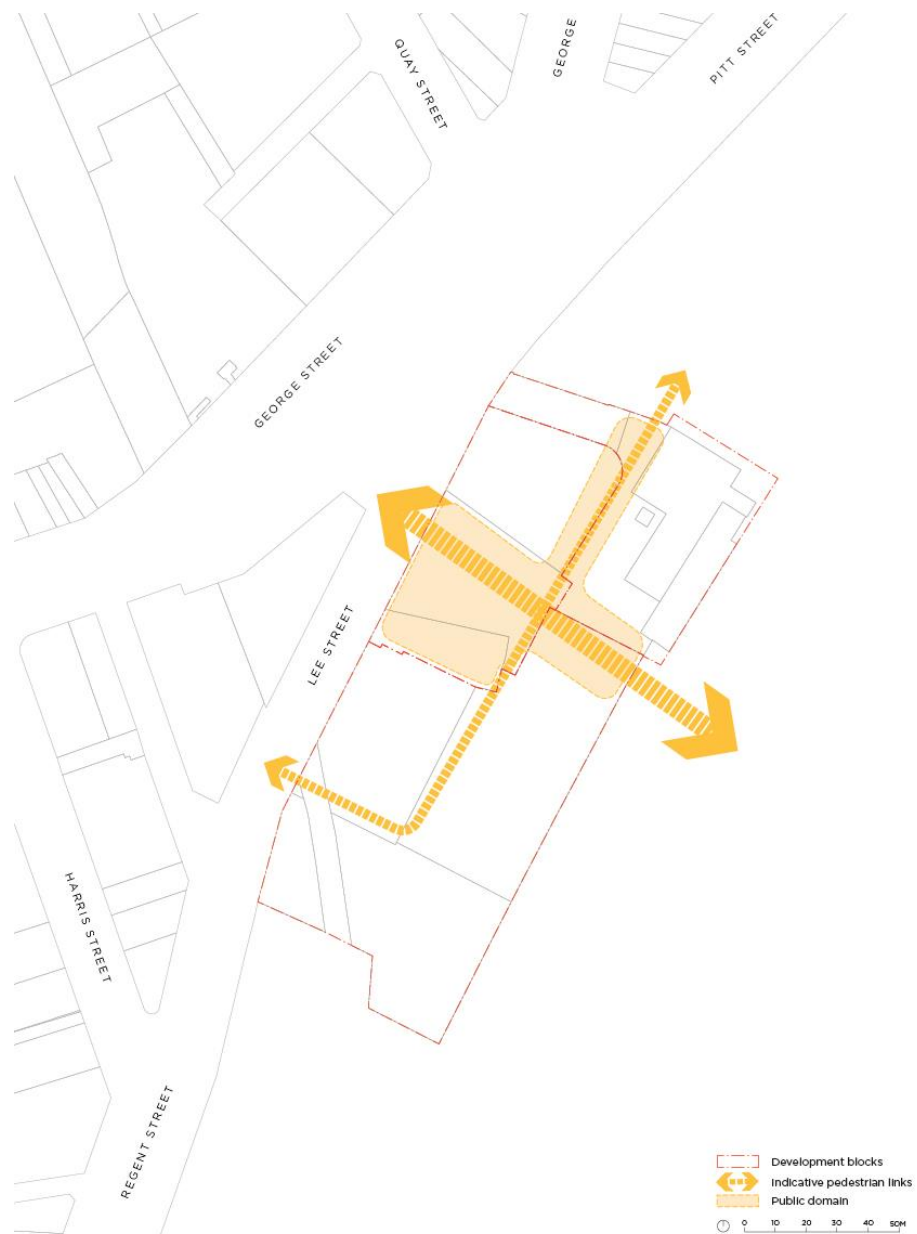 QUAY STREET
GEORGE
PITT STREET
GEORGE STREET
LEE STREET
HARRIS STREET
REGENT STREET
Development blocks
Indicative pedestrian links
Public domain
0 10 20 30 40 50M